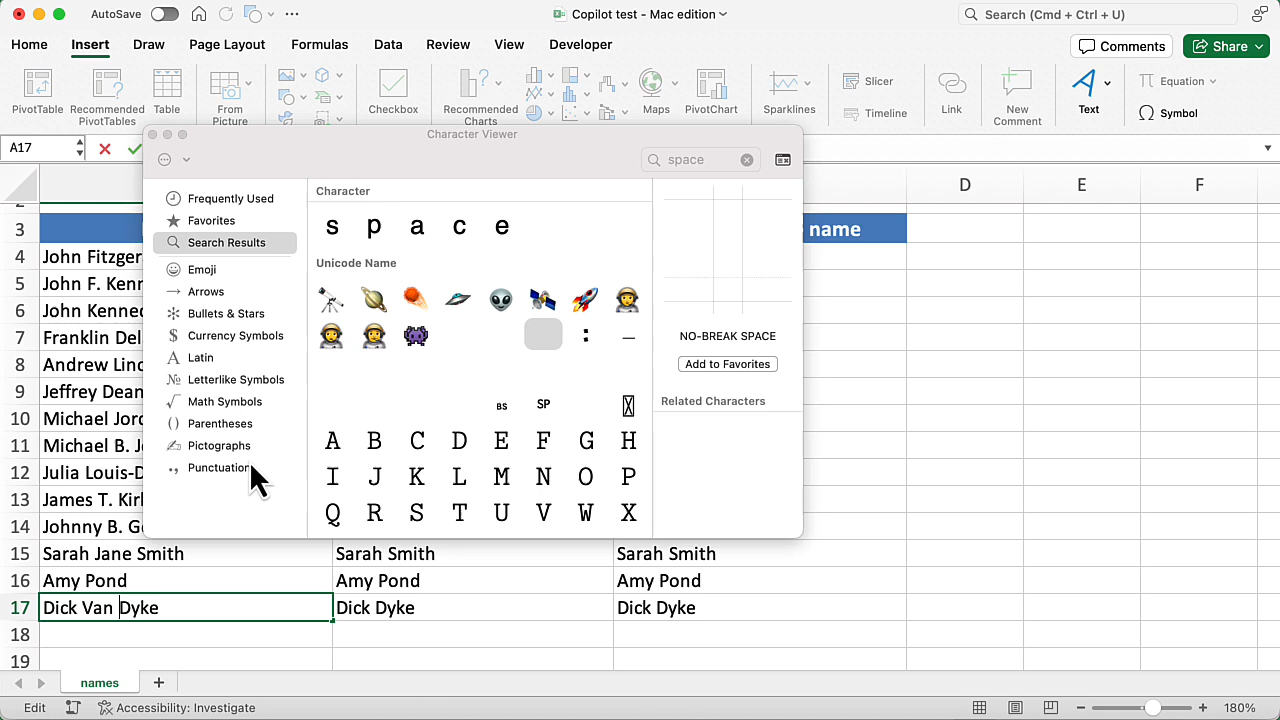 AutoSave
Copilot test - Mac edition
Search (Cmd + Ctrl + U)
Home Insert Draw Page Layout Formulas Data Review View Developer
Comments Share
PivotTable Recommended PivotTables Table From Picture Checkbox Recommended Charts Maps PivotChart Sparklines Slicer Timeline Link New Comment Text Equation Symbol
A17
Character Viewer
space
Frequently Used
Favorites
Search Results
Emoji
Arrows
Bullets & Stars
$ Currency Symbols
A Latin
№ Letterlike Symbols
√ Math Symbols
( ) Parentheses
Pictographs
., Punctuation
Character
s p a c e
Unicode Name
: _
BS SP
A B C D E F G H
I J K L M N O P
Q R S T U V W X
NO-BREAK SPACE
Add to Favorites
Related Characters
D E F
3 name
4 John Fitzger
5 John F. Kenn
6 John Kenned
7 Franklin Del
8 Andrew Linc
9 Jeffrey Dean
10 Michael Jord
11 Michael B. Jo
12 Julia Louis-D
13 James T. Kirk
14 Johnny B. Go
15 Sarah Jane Smith Sarah Smith Sarah Smith
16 Amy Pond Amy Pond Amy Pond
17 Dick Van Dyke Dick Dyke Dick Dyke
18
19
names +
Edit Accessibility: Investigate 180%